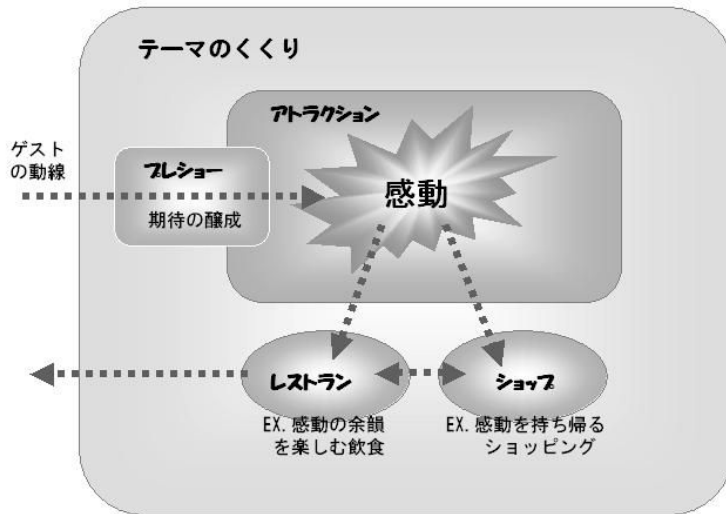 テーマのくくり
アトラクション
ゲスト
の動線
プレショー
感動
期待の醸成
レストラン
ショップ
EX. 感動の余韻
を楽しむ飲食
EX. 感動を持ち帰る
ショッピング